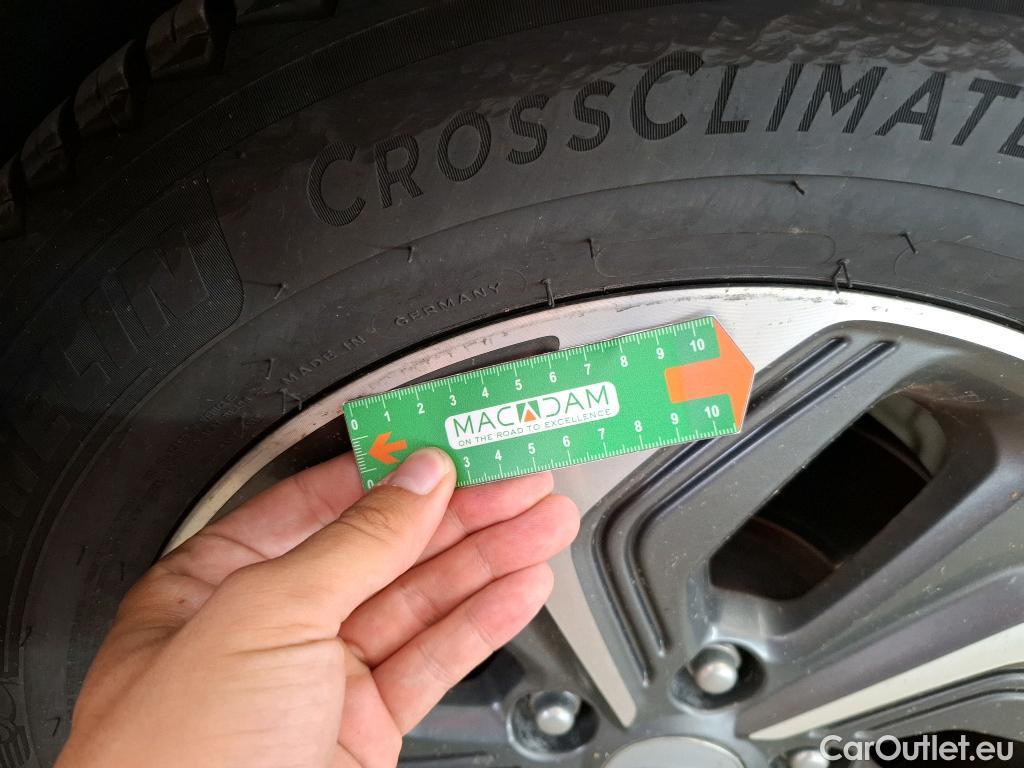 CROSSCLIMATE
MADE IN GERMANY
0 1 2 3 4 5 6 7 8 9 10
MACADAM
ON THE ROAD TO EXCELLENCE
0 3 4 5 6 7 8 9 10
CarOutlet.eu